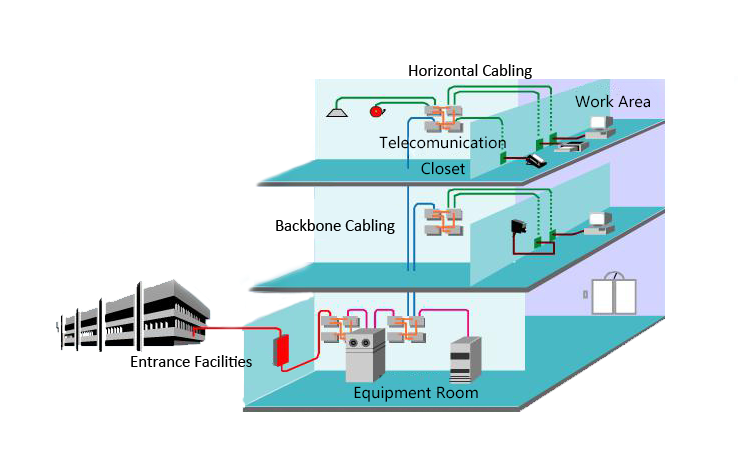 Horizontal Cabling
Work Area
Telecomunication
Closet
Backbone Cabling
Entrance Facilities
Equipment Room